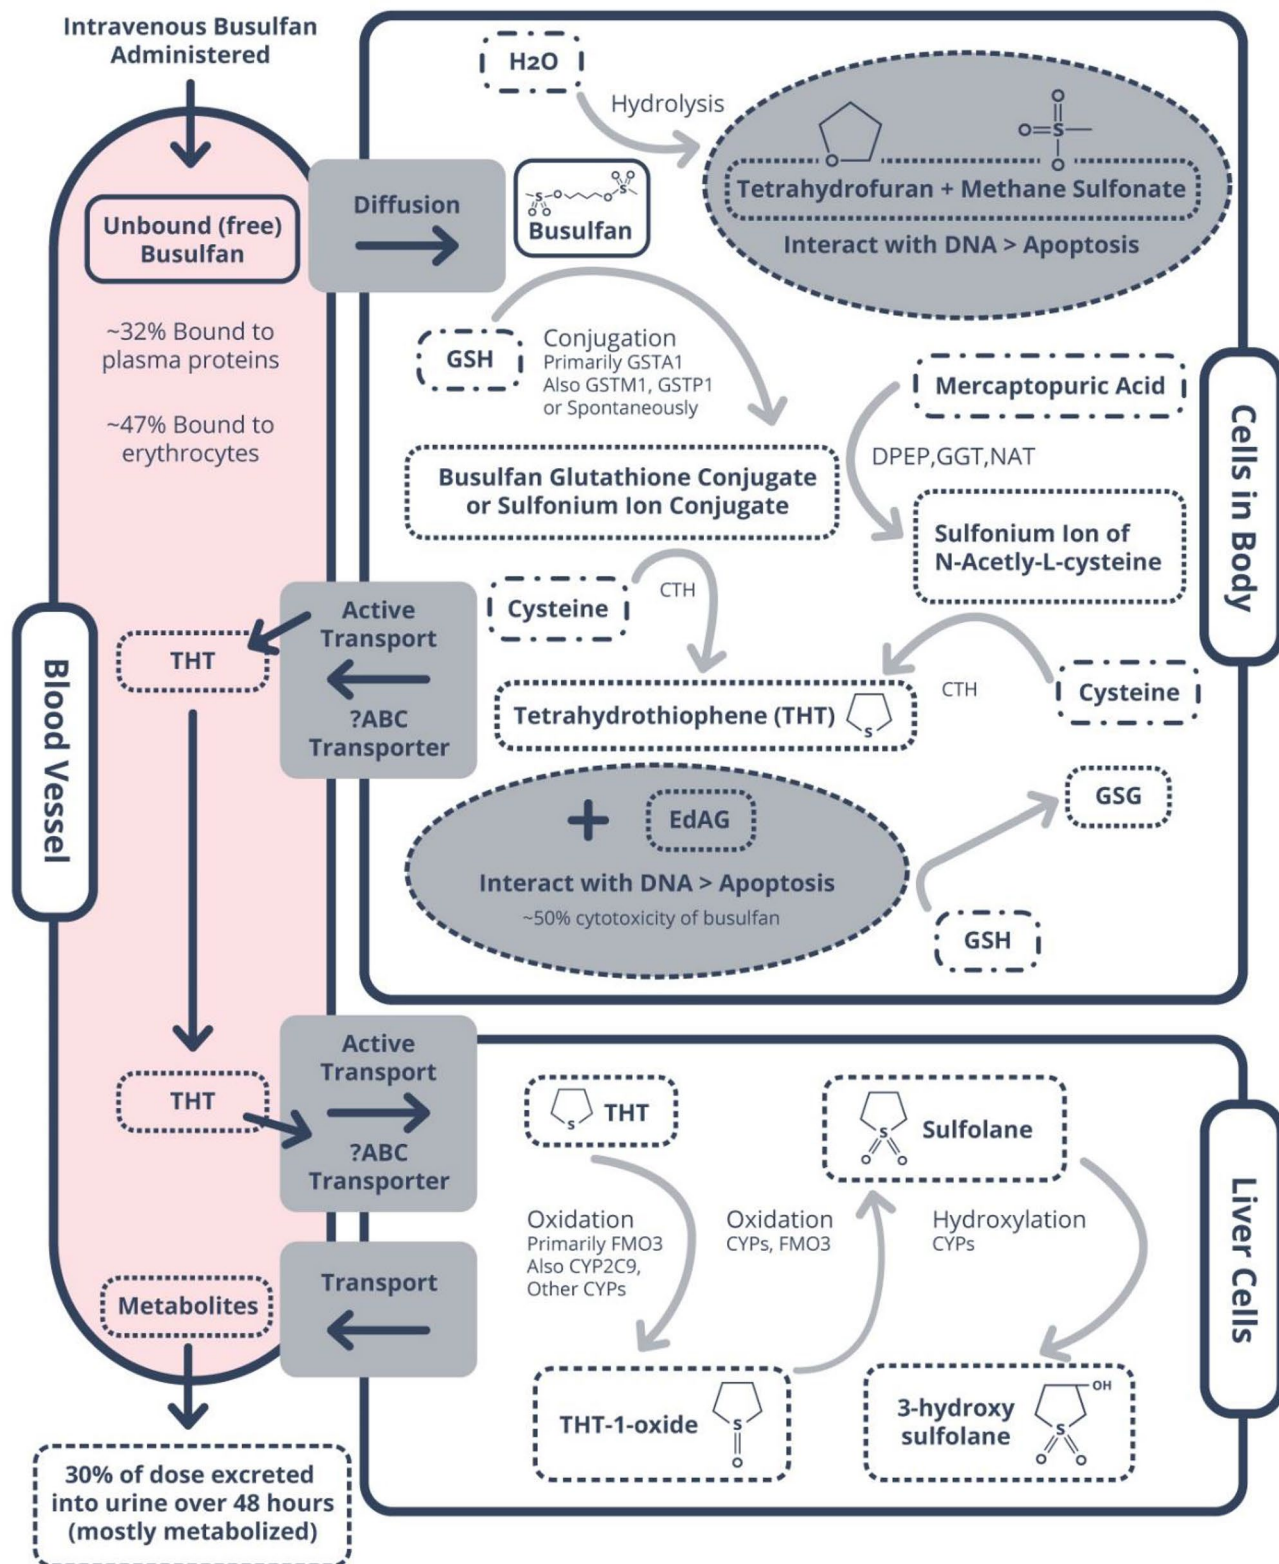 Intravenous Busulfan
Administered
Unbound (free)
Busulfan
~32% Bound to
plasma proteins
~47% Bound to
erythrocytes
Blood Vessel
THT
THT
Metabolites
30% of dose excreted
into urine over 48 hours
(mostly metabolized)
Diffusion
Active
Transport
?ABC
Transporter
Active
Transport
?ABC
Transporter
Transport
Cells in Body
H2O
Hydrolysis
O
O
O=S
O
Tetrahydrofuran + Methane Sulfonate
Interact with DNA > Apoptosis
Busulfan
GSH
Conjugation
Primarily GSTA1
Also GSTM1, GSTP1
or Spontaneously
Busulfan Glutathione Conjugate
or Sulfonium Ion Conjugate
Mercaptopuric Acid
DPEP,GGT,NAT
Sulfonium Ion of
N-Acetly-L-cysteine
Cysteine
CTH
Cysteine
CTH
Tetrahydrothiophene (THT)
S
+
EdAG
Interact with DNA > Apoptosis
~50% cytotoxicity of busulfan
GSG
GSH
Liver Cells
S
THT
Oxidation
Primarily FMO3
Also CYP2C9,
Other CYPs
THT-1-oxide
S
O
Oxidation
CYPs, FMO3
S
O O
Sulfolane
Hydroxylation
CYPs
3-hydroxy
sulfolane
OH
S
O O